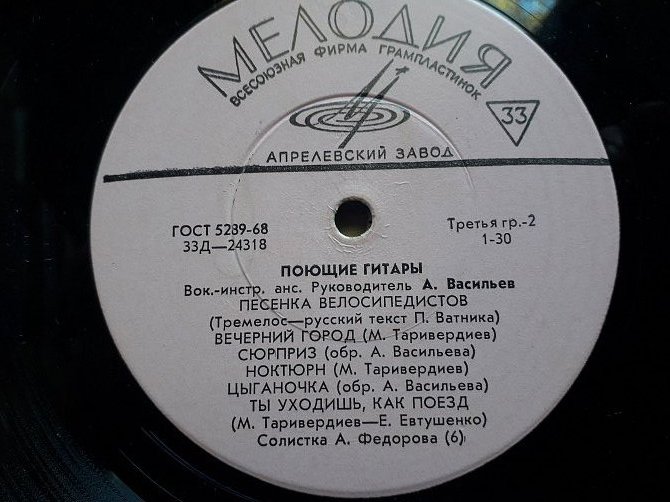 МЕЛОДИЯ
ВСЕСОЮЗНАЯ ФИРМА ГРАМПЛАСТИНОК
33
АПРЕЛЕВСКИЙ ЗАВОД
ГОСТ 5289-68
33Д—24318
Третья гр.-2
1-30
ПОЮЩИЕ ГИТАРЫ
Вок.-инстр. анс. Руководитель А. Васильев
ПЕСЕНКА ВЕЛОСИПЕДИСТОВ
(Тремелос—русский текст П. Ватника)
ВЕЧЕРНИЙ ГОРОД (М. Таривердиев)
СЮРПРИЗ (обр. А. Васильева)
НОКТЮРН (М. Таривердиев)
ЦЫГАНОЧКА (обр. А. Васильева)
ТЫ УХОДИШЬ, КАК ПОЕЗД
(М. Таривердиев—Е. Евтушенко)
Солистка А. Федорова (6)